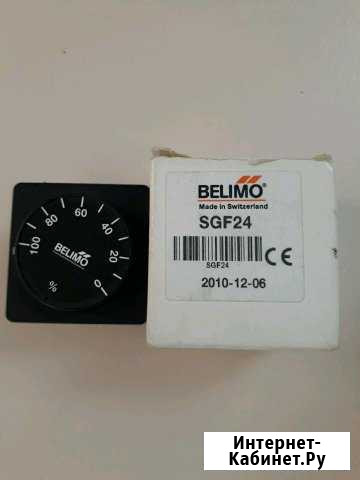 100
80
60
40
20
0
%
BELIMO
BELIMO®
Made in Switzerland
SGF24
SGF24
CE
2010-12-06
Интернет-
Кабинет.Ру